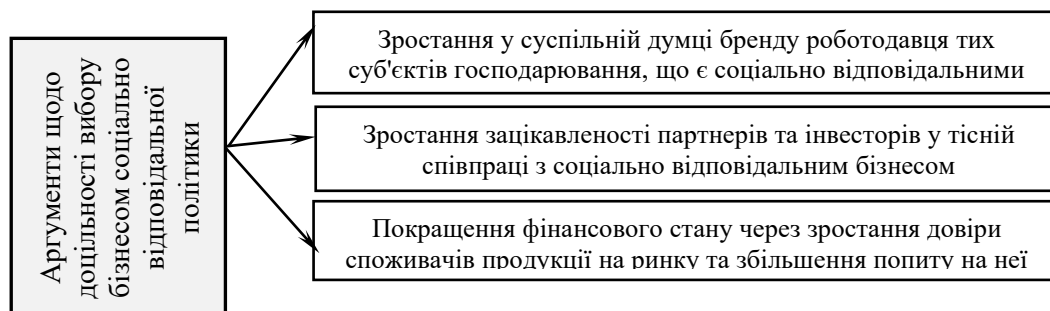 Аргументи щодо
доцільності вибору
бізнесом соціально
відповідальної
політики
Зростання у суспільній думці бренду роботодавця тих
суб'єктів господарювання, що є соціально відповідальними
Зростання зацікавленості партнерів та інвесторів у тісній
співпраці з соціально відповідальним бізнесом
Покращення фінансового стану через зростання довіри
споживачів продукції на ринку та збільшення попиту на неї